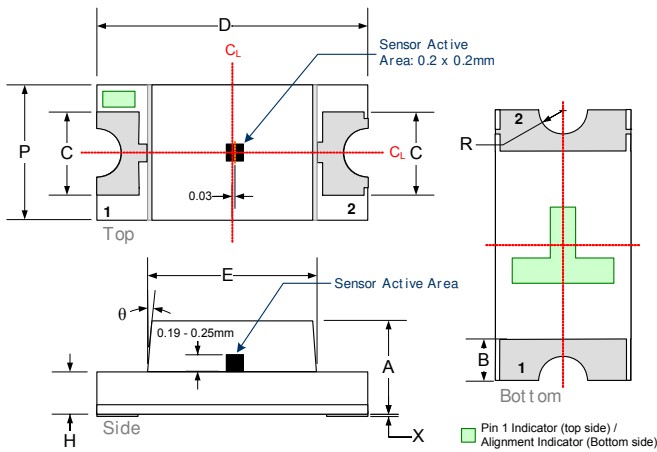 D
Sensor Active
Area: 0.2 x 0.2mm
CL
P
C
CL
C
0.03
1
2
Top
E
Sensor Active Area
θ
0.19 - 0.25mm
A
H
Side
X
2
R
B
1
Bottom
Pin 1 Indicator (top side) /
Alignment Indicator (Bottom side)